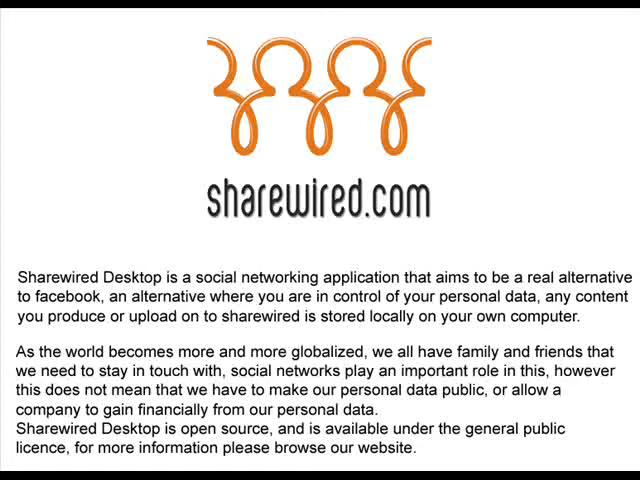 sharewired.com
Sharewired Desktop is a social networking application that aims to be a real alternative
to facebook, an alternative where you are in control of your personal data, any content
you produce or upload on to sharewired is stored locally on your own computer.
As the world becomes more and more globalized, we all have family and friends that
we need to stay in touch with, social networks play an important role in this, however
this does not mean that we have to make our personal data public, or allow a
company to gain financially from our personal data.
Sharewired Desktop is open source, and is available under the general public
licence, for more information please browse our website.